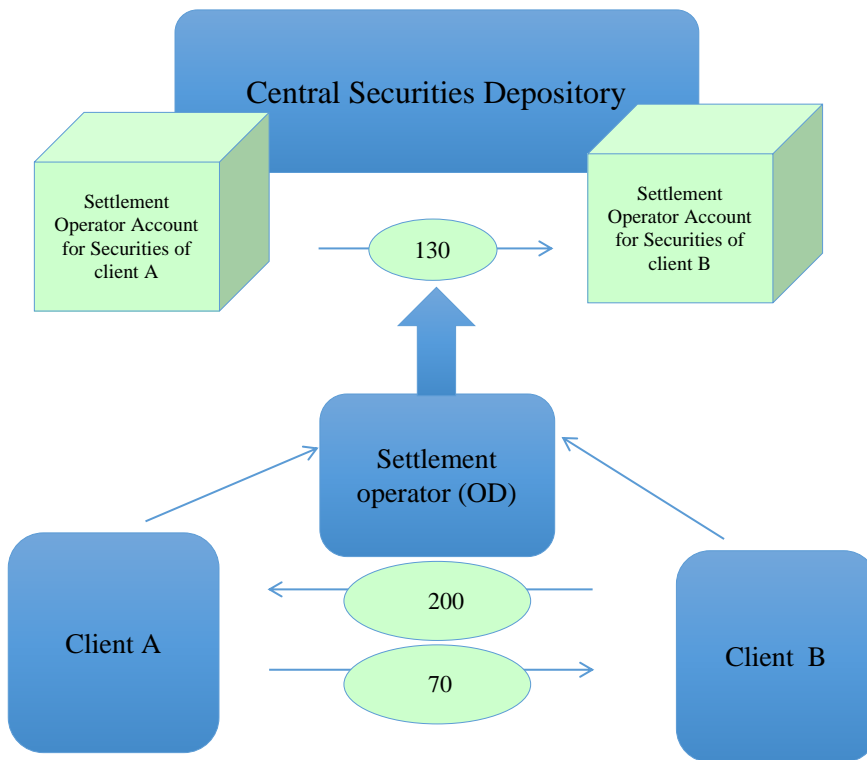 Central Securities Depository
Settlement
Operator Account
for Securities of
client A
Settlement
Operator Account
for Securities of
client B
130
Settlement
operator (OD)
200
Client A
Client B
70